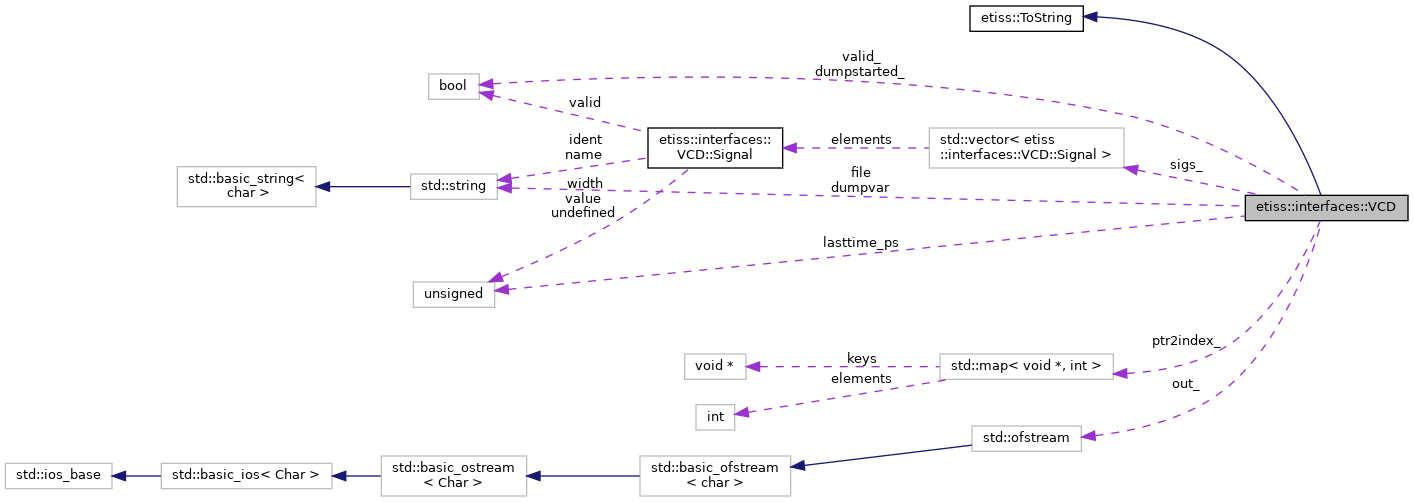 etiss::ToString
valid_
dumpstarted_
bool
valid
etiss::interfaces::
VCD::Signal
elements
std::vector< etiss
::interfaces::VCD::Signal >
ident
name
sigs_
std::basic_string<
char >
std::string
file
dumpvar
width
value
undefined
etiss::interfaces::VCD
lasttime_ps
unsigned
ptr2index_
void *
keys
std::map< void *, int >
elements
out_
int
std::ofstream
std::ios_base
std::basic_ios< Char >
std::basic_ostream
< Char >
std::basic_ofstream
< char >